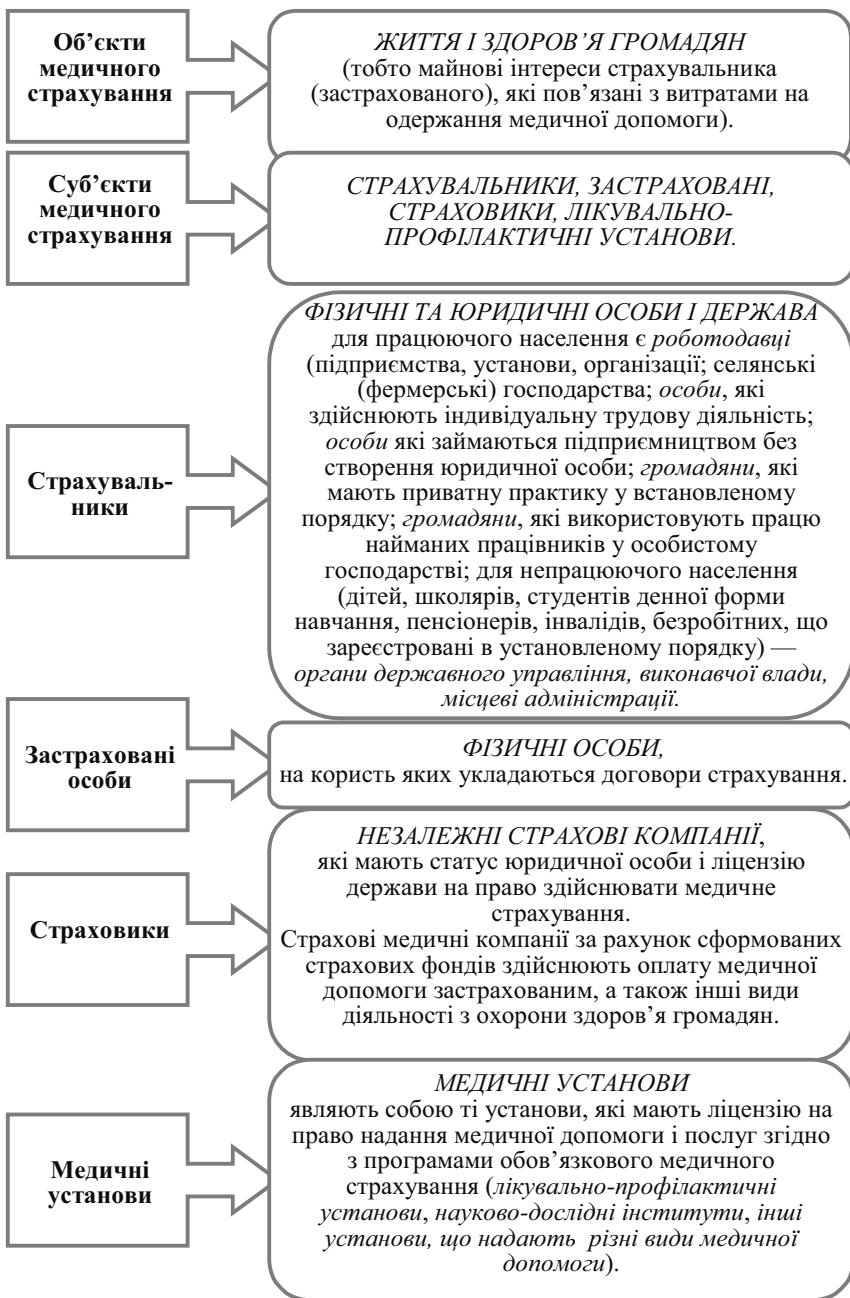 Об’єкти
медичного
страхування
ЖИТТЯ І ЗДОРОВ’Я ГРОМАДЯН
(тобто майнові інтереси страхувальника
(застрахованого), які пов’язані з витратами на
одержання медичної допомоги).
Суб’єкти
медичного
страхування
СТРАХУВАЛЬНИКИ, ЗАСТРАХОВАНІ,
СТРАХОВИКИ, ЛІКУВАЛЬНО-
ПРОФІЛАКТИЧНІ УСТАНОВИ.
Страхуваль-
ники
ФІЗИЧНІ ТА ЮРИДИЧНІ ОСОБИ І ДЕРЖАВА
для працюючого населення є роботодавці
(підприємства, установи, організації; селянські
(фермерські) господарства; особи, які
здійснюють індивідуальну трудову діяльність;
особи які займаються підприємництвом без
створення юридичної особи; громадяни, які
мають приватну практику у встановленому
порядку; громадяни, які використовують працю
найманих працівників у особистому
господарстві; для непрацюючого населення
(дітей, школярів, студентів денної форми
навчання, пенсіонерів, інвалідів, безробітних, що
зареєстровані в установленому порядку) —
органи державного управління, виконавчої влади,
місцеві адміністрації.
Застраховані
особи
ФІЗИЧНІ ОСОБИ,
на користь яких укладаються договори страхування.
Страховики
НЕЗАЛЕЖНІ СТРАХОВІ КОМПАНІЇ,
які мають статус юридичної особи і ліцензію
держави на право здійснювати медичне
страхування.
Страхові медичні компанії за рахунок сформованих
страхових фондів здійснюють оплату медичної
допомоги застрахованим, а також інші види
діяльності з охорони здоров’я громадян.
Медичні
установи
МЕДИЧНІ УСТАНОВИ
являють собою ті установи, які мають ліцензію на
право надання медичної допомоги і послуг згідно
з програмами обов’язкового медичного
страхування (лікувально-профілактичні
установи, науково-дослідні інститути, інші
установи, що надають різні види медичної
допомоги).